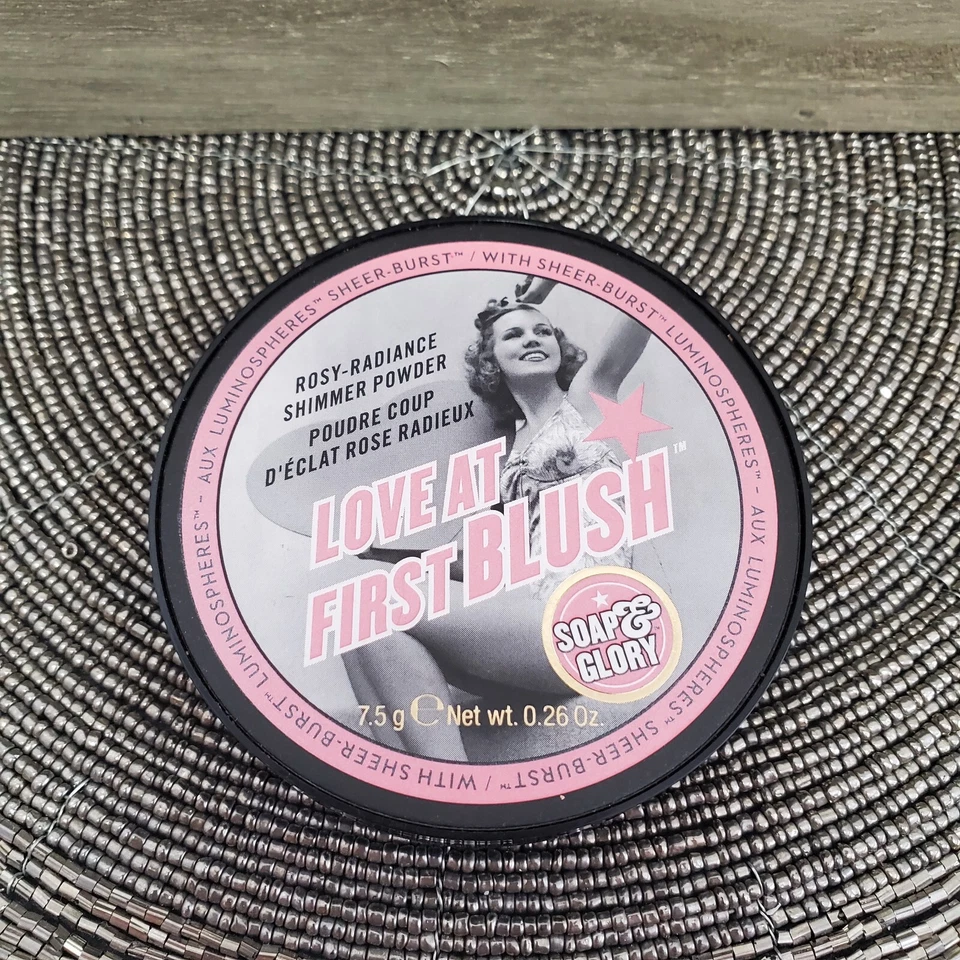 AUX LUMINOSPHERES™ SHEER-BURST™ / WITH SHEER-BURST™ LUMINOSPHERES™ - AUX LUMINOSPHERES™ SHEER-BURST™ / WITH SHEER-BURST™ LUMINOSPHERES™ -
ROSY-RADIANCE
SHIMMER POWDER
POUDRE COUP
D'ÉCLAT ROSE RADIEUX
LOVE AT
FIRST BLUSH™
SOAP &
GLORY
7.5 g ℮ Net wt. 0.26 Oz.